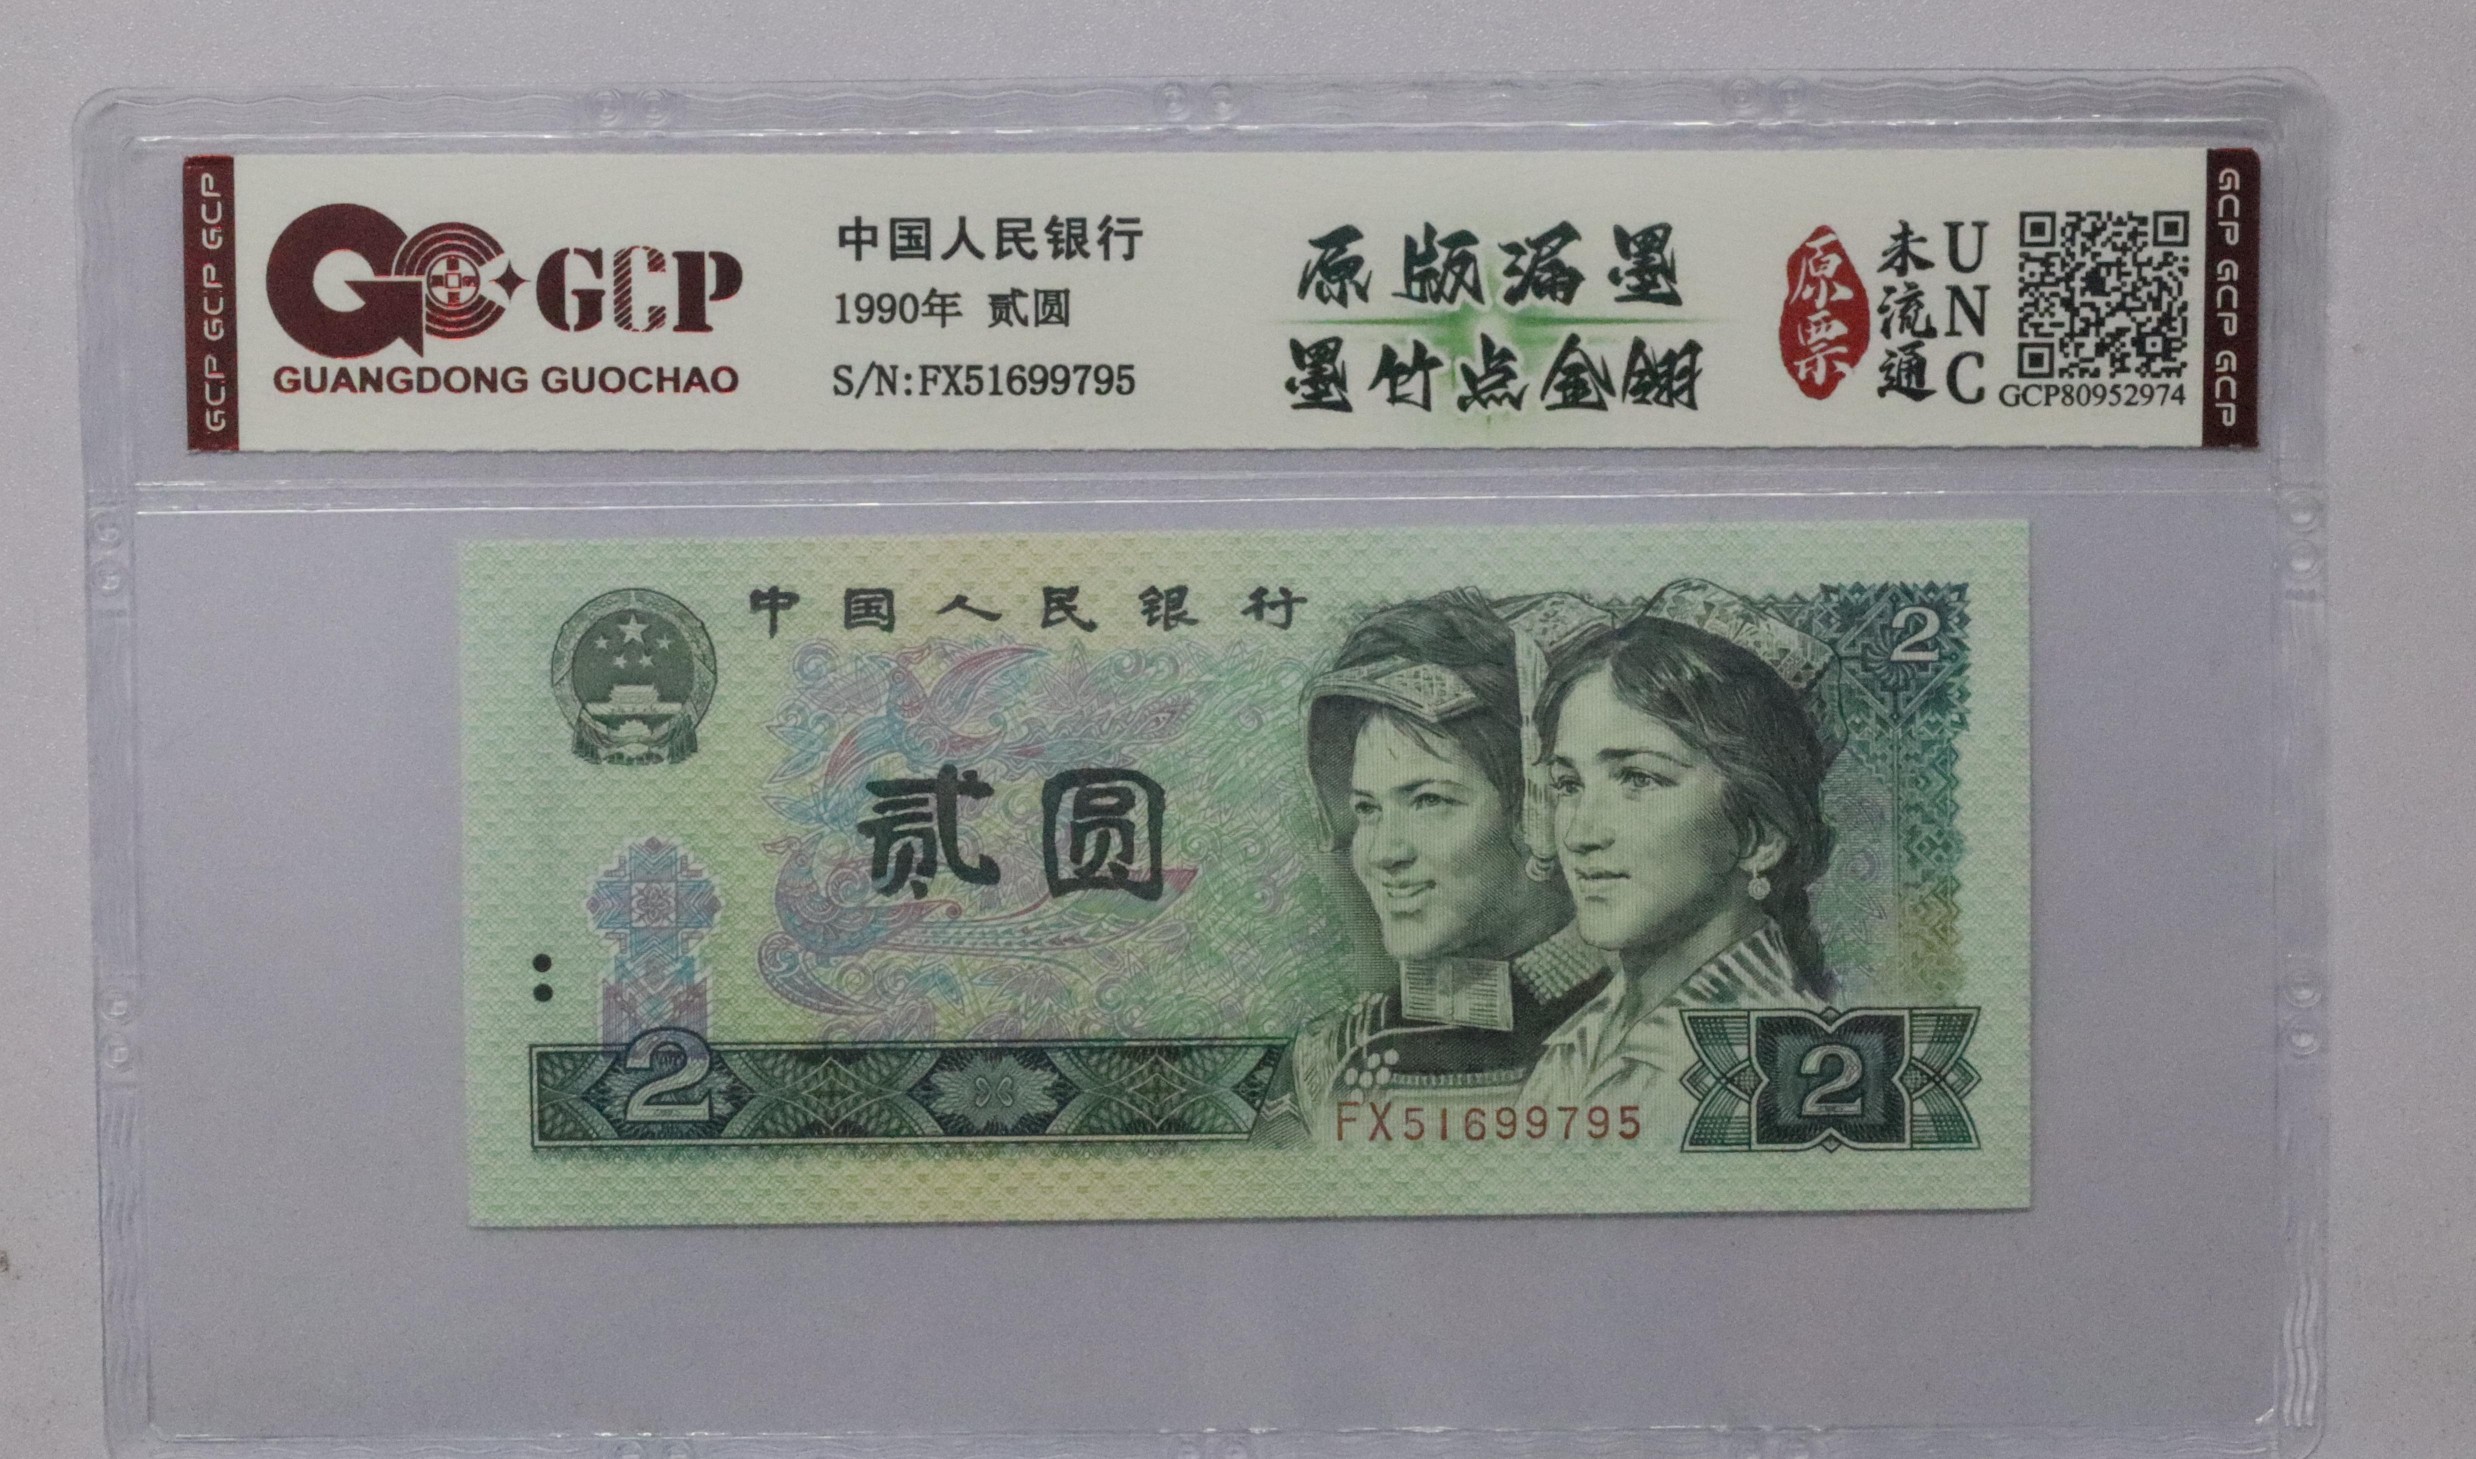 GCP GCP GCP
GCP
GUANGDONG GUOCHAO
中国人民银行
1990年 贰圆
S/N:FX51699795
原版漏墨
墨竹点金翎
原票
未流通
UNC
GCP80952974
GCP GCP GCP
中国人民银行
2
贰圆
2
FX51699795
2